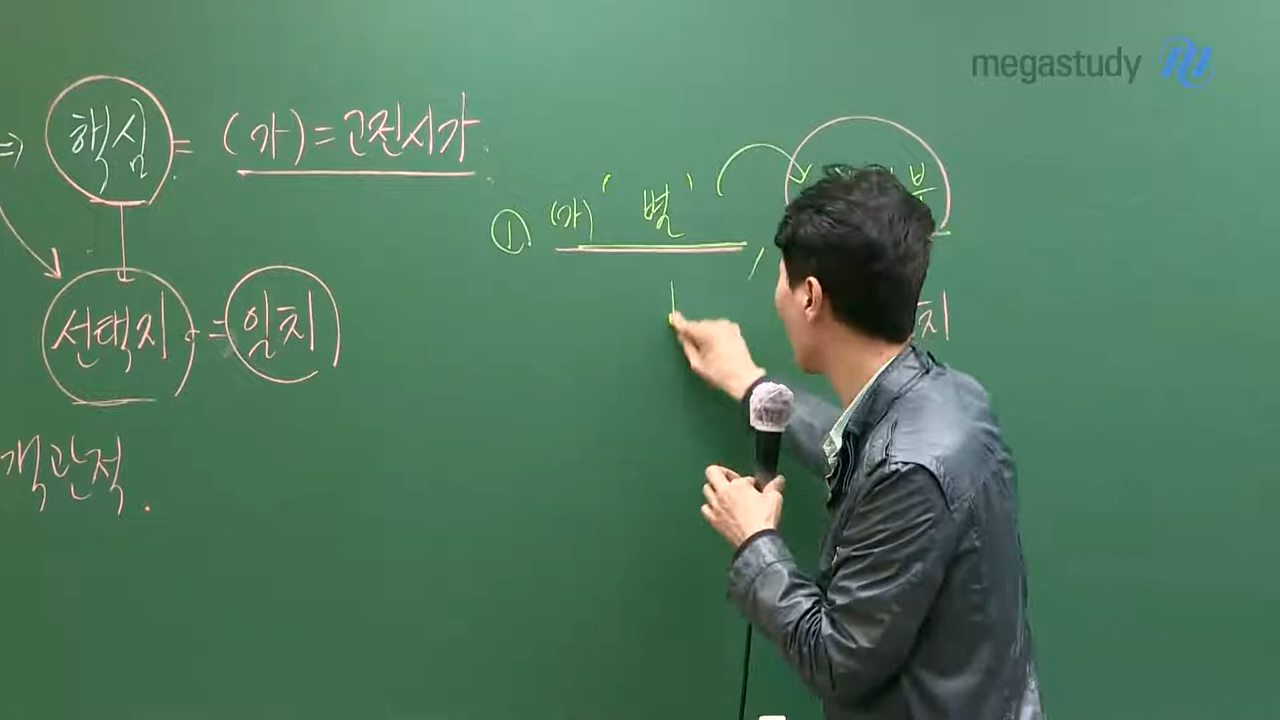 megastudy
⇒ 핵심 = (가) = 고전시가
① (가) '별'
선택지 = 일치
객관적.